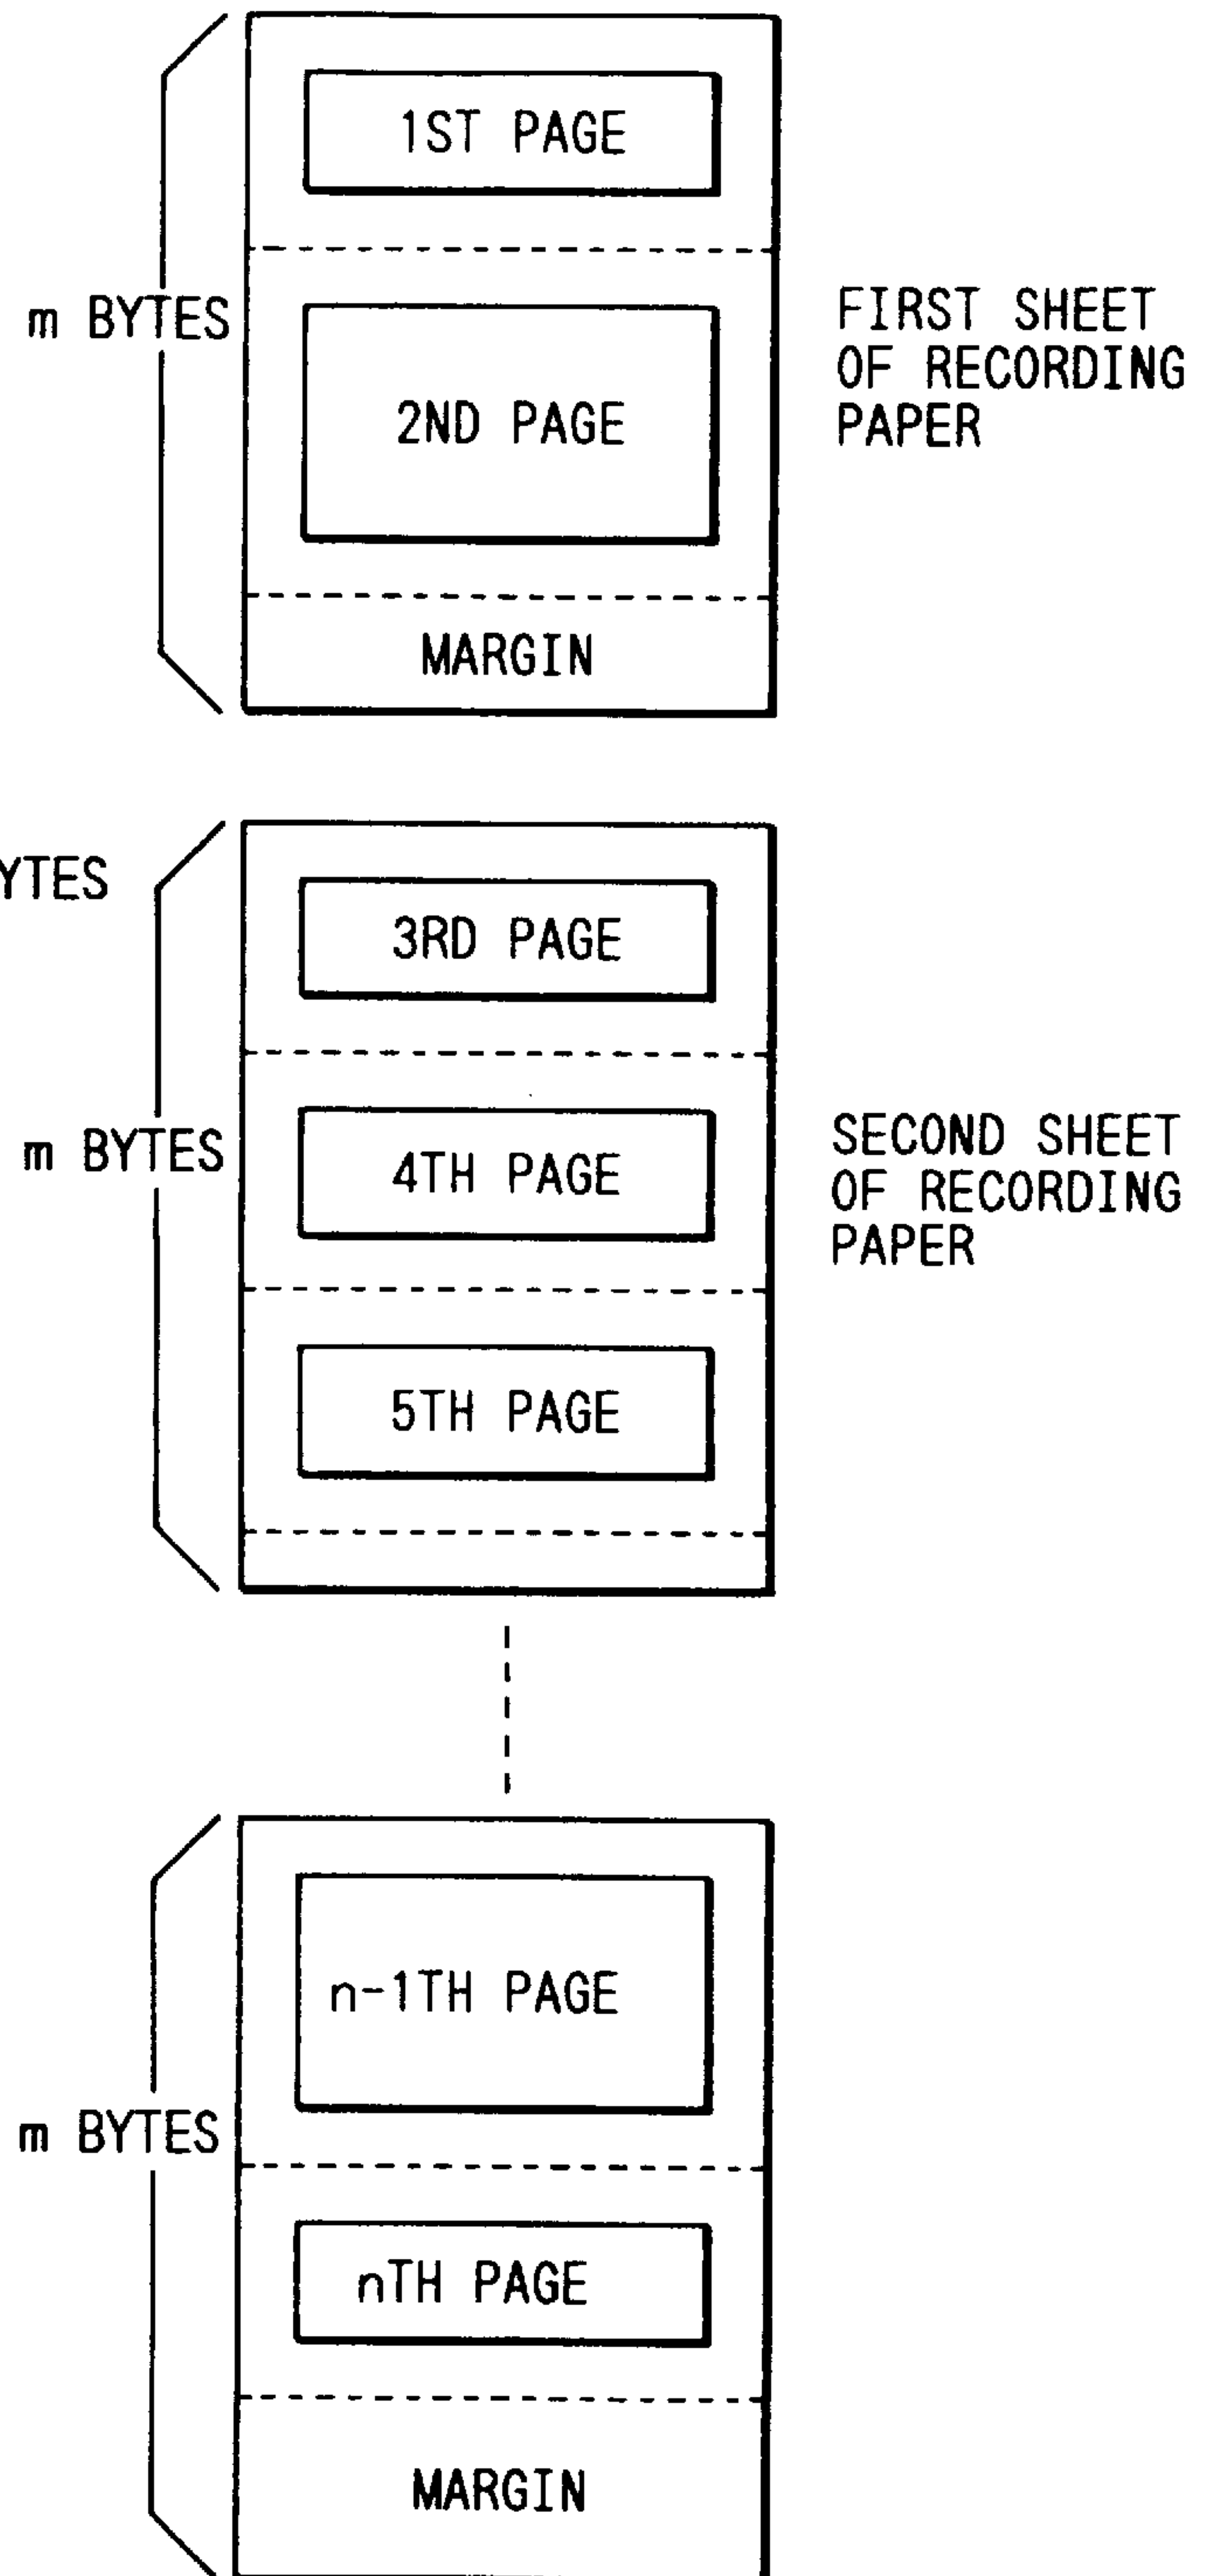 1ST PAGE
m BYTES
2ND PAGE
FIRST SHEET
OF RECORDING
PAPER
MARGIN
YTES
3RD PAGE
m BYTES
4TH PAGE
SECOND SHEET
OF RECORDING
PAPER
5TH PAGE
n-1TH PAGE
m BYTES
nTH PAGE
MARGIN